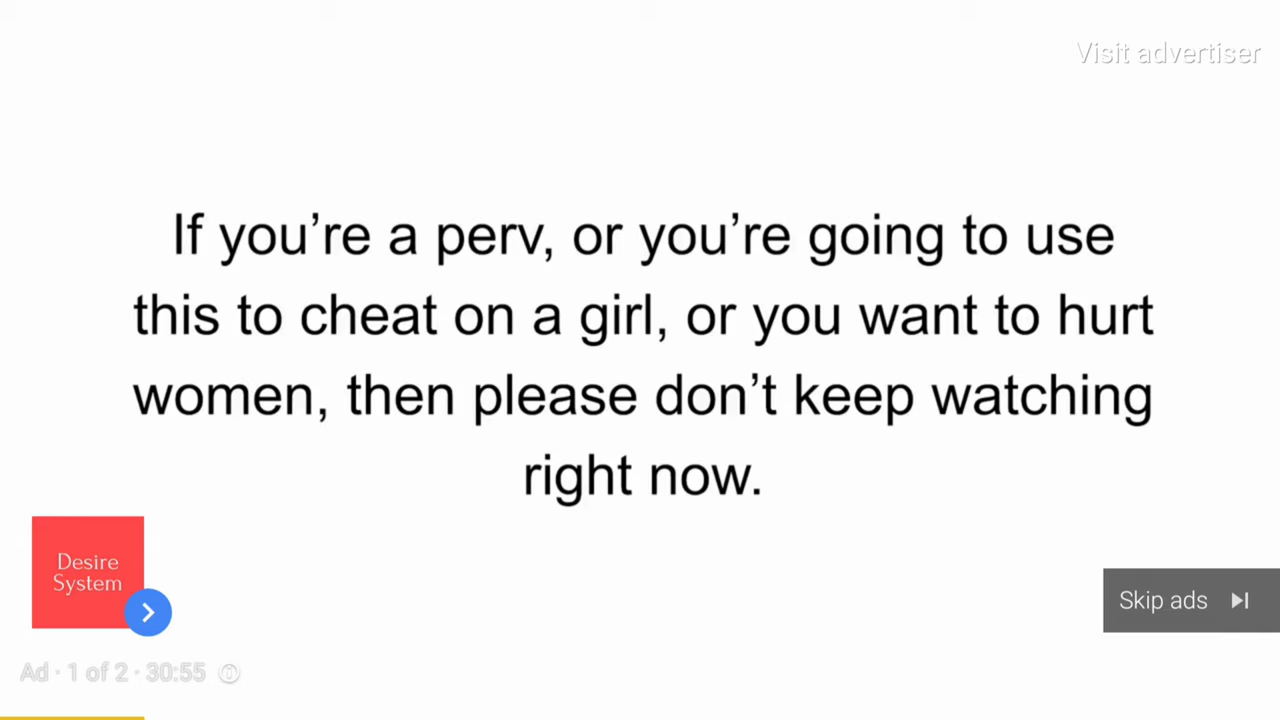 Visit advertiser
If you’re a perv, or you’re going to use
this to cheat on a girl, or you want to hurt
women, then please don’t keep watching
right now.
Desire
System
Skip ads
Ad · 1 of 2 · 30:55